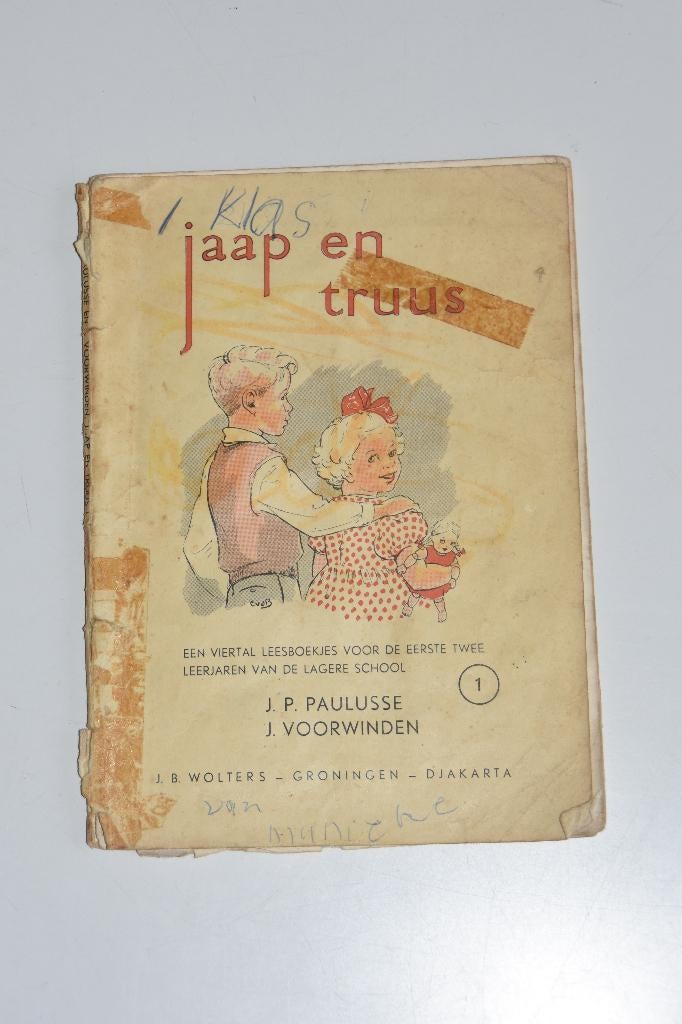 1 Klas
jaap en
truus
CVDB
EEN VIERTAL LEESBOEKJES VOOR DE EERSTE TWEE
LEERJAREN VAN DE LAGERE SCHOOL
1
J. P. PAULUSSE
J. VOORWINDEN
J. B. WOLTERS – GRONINGEN – DJAKARTA
van